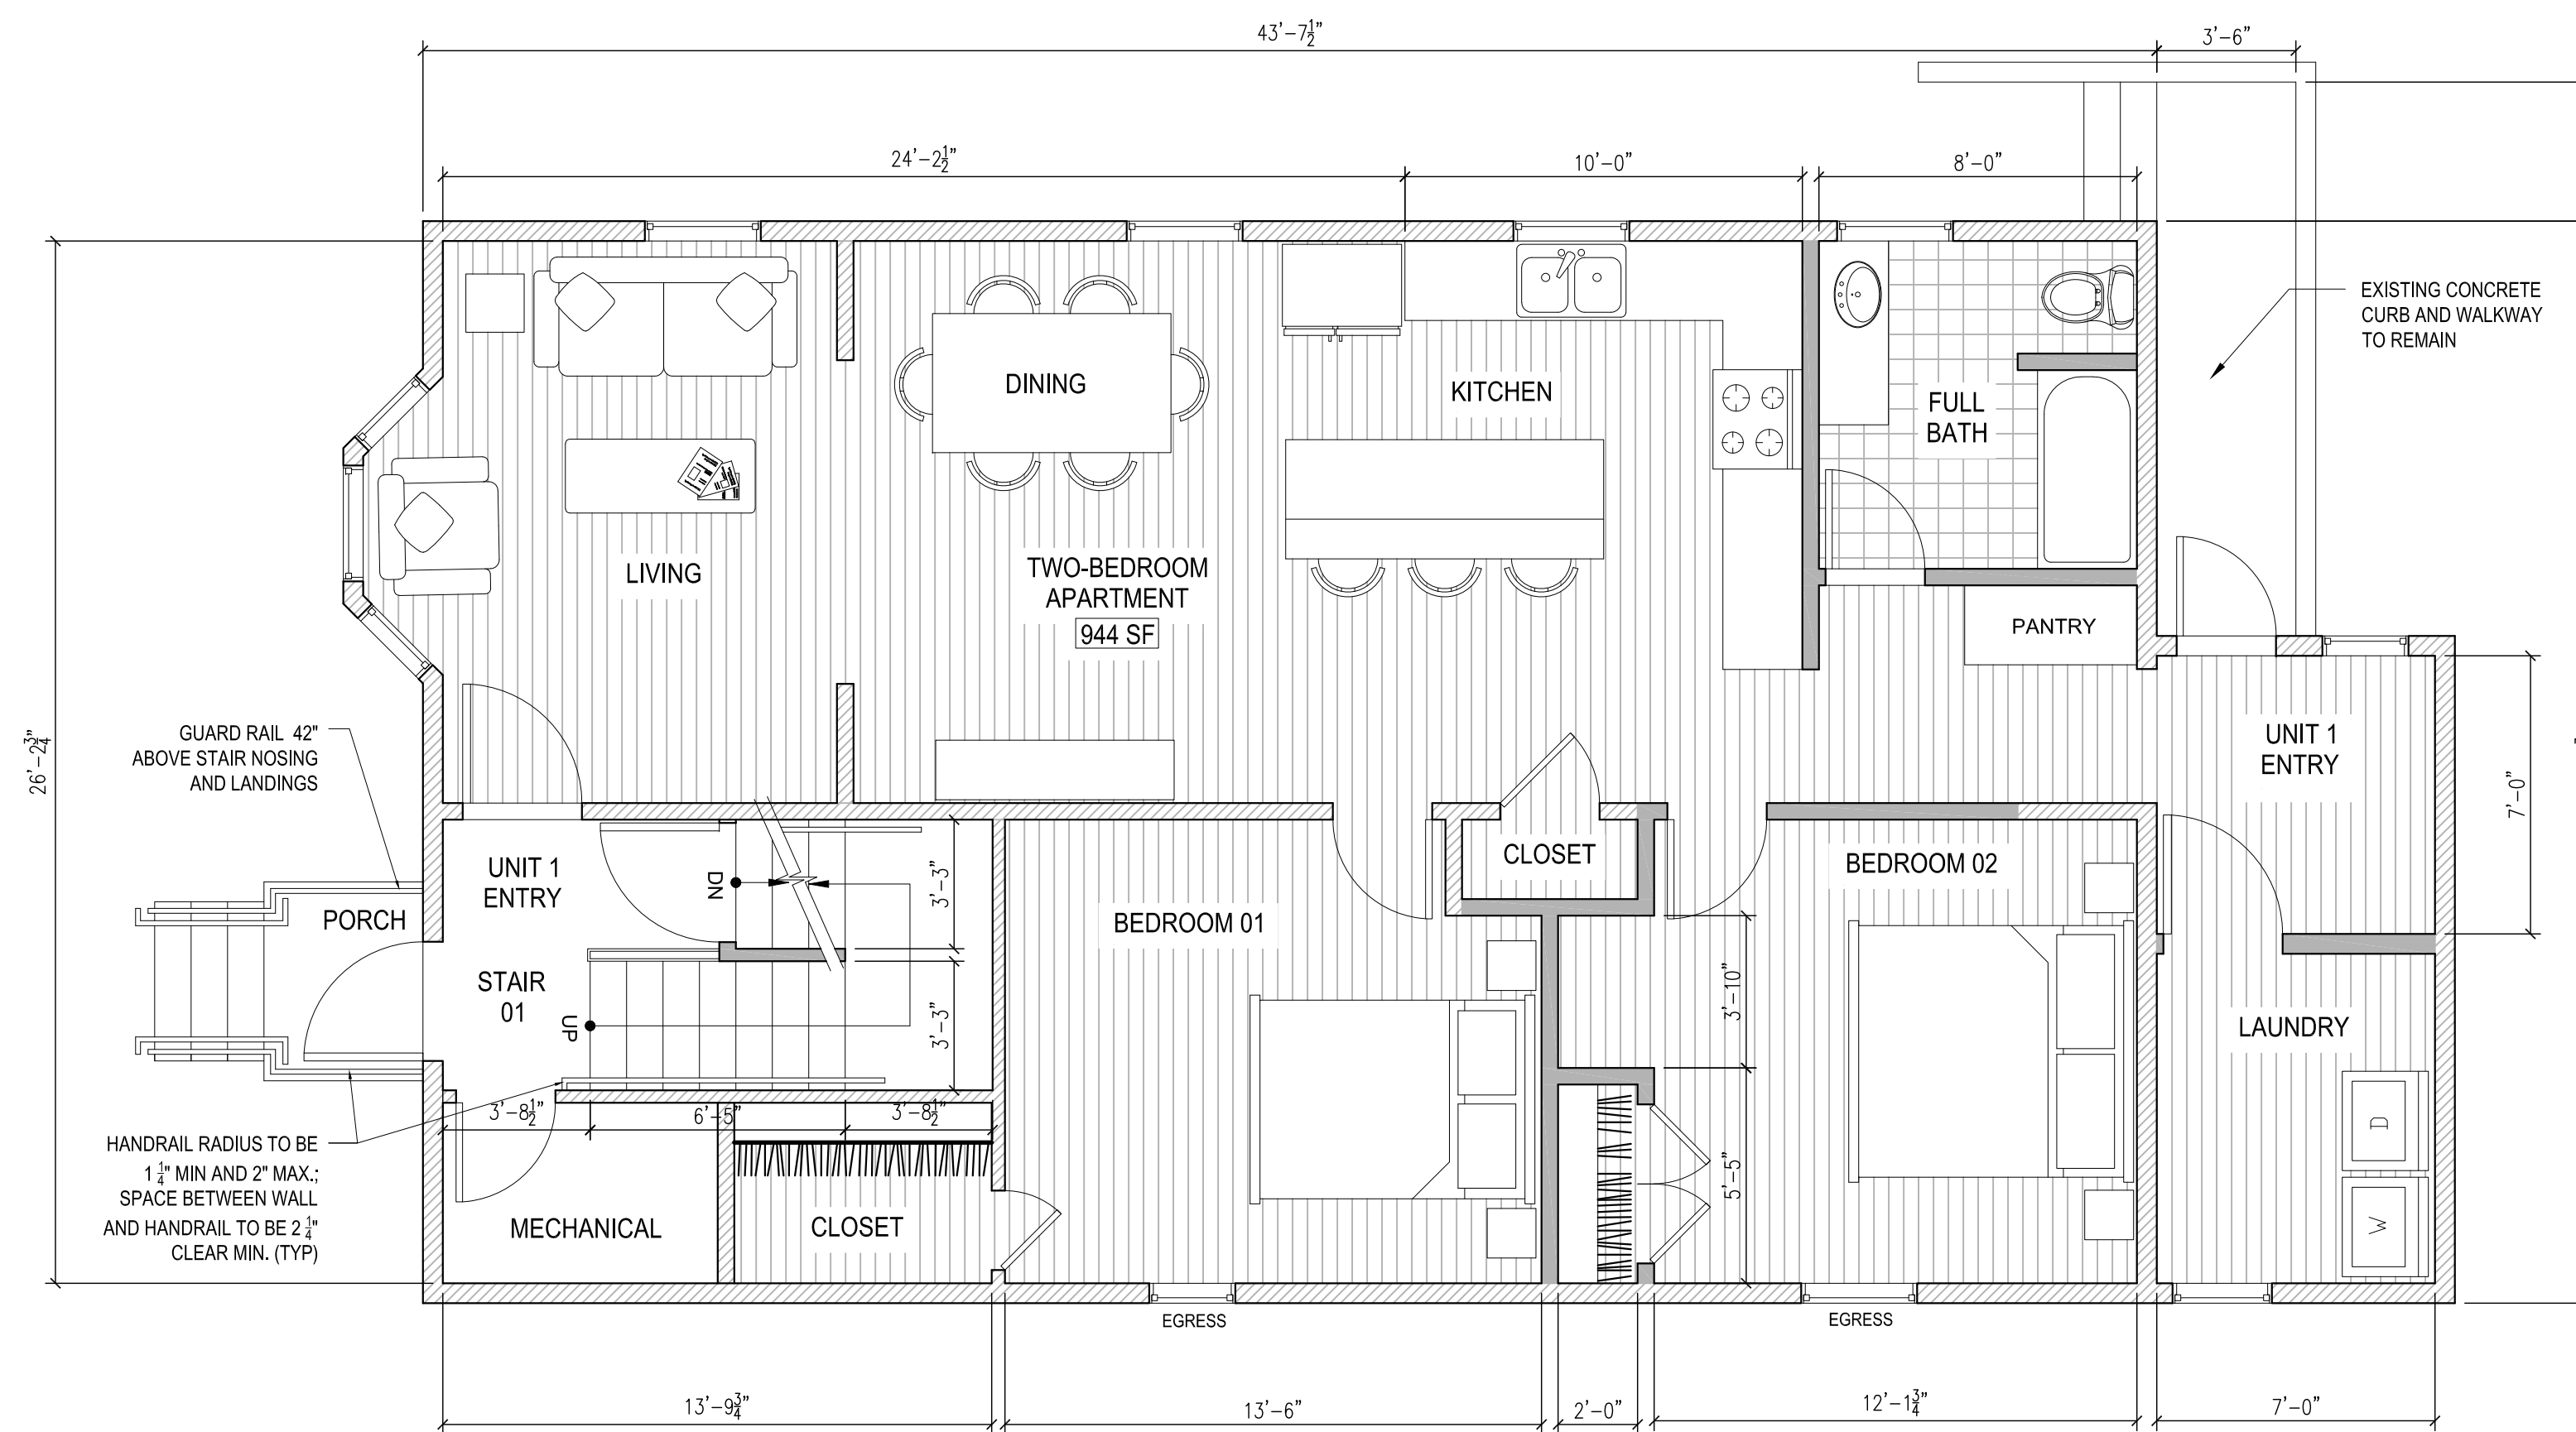 43'-7½"
3'-6"
24'-2½"
10'-0"
8'-0"
EXISTING CONCRETE
CURB AND WALKWAY
TO REMAIN
DINING
KITCHEN
FULL
BATH
LIVING
TWO-BEDROOM
APARTMENT
944 SF
PANTRY
GUARD RAIL 42"
ABOVE STAIR NOSING
AND LANDINGS
26'-2¾"
UNIT 1
ENTRY
7'-0"
UNIT 1
ENTRY
DN
3'-3"
CLOSET
BEDROOM 02
PORCH
BEDROOM 01
STAIR
01
UP
3'-3"
3'-10"
LAUNDRY
3'-8½"
6'-5"
3'-8½"
D
HANDRAIL RADIUS TO BE
1 ¼" MIN AND 2" MAX.;
SPACE BETWEEN WALL
AND HANDRAIL TO BE 2 ¼"
CLEAR MIN. (TYP)
5'-5"
MECHANICAL
CLOSET
W
EGRESS
EGRESS
13'-9¾"
13'-6"
2'-0"
12'-1¾"
7'-0"